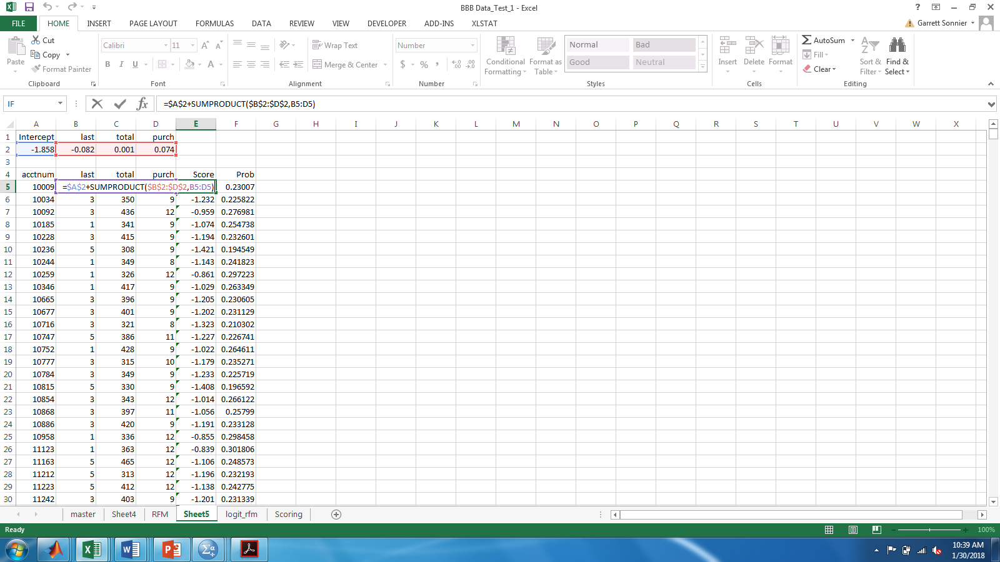 BBB Data_Test_1 - Excel
FILE HOME INSERT PAGE LAYOUT FORMULAS DATA REVIEW VIEW DEVELOPER ADD-INS XLSTAT Garrett Sonnier
Paste Cut Copy Format Painter Clipboard
Calibri 11 B I U A Font
Wrap Text Merge & Center Alignment
Number $ % , Number
Conditional Formatting Format as Table Normal Bad Good Neutral Styles
Insert Delete Format Cells
AutoSum Fill Clear Sort & Filter Find & Select Editing
IF fx =$A$2+SUMPRODUCT($B$2:$D$2,B5:D5)
A B C D E F G H I J K L M N O P Q R S T U V W X
1 Intercept last total purch
2 -1.858 -0.082 0.001 0.074
3
4 acctnum last total purch Score Prob
5 10009 =$A$2+SUMPRODUCT($B$2:$D$2,B5:D5) 0.23007
6 10034 3 350 9 -1.232 0.225822
7 10092 3 436 12 -0.959 0.276981
8 10185 1 341 9 -1.074 0.254738
9 10228 3 415 9 -1.194 0.232601
10 10236 5 308 9 -1.421 0.194549
11 10244 1 349 8 -1.143 0.241823
12 10259 1 326 12 -0.861 0.297223
13 10346 1 417 9 -1.029 0.263349
14 10665 3 396 9 -1.205 0.230605
15 10677 3 401 9 -1.202 0.231129
16 10716 3 321 8 -1.323 0.210302
17 10747 5 386 11 -1.227 0.226741
18 10752 1 428 9 -1.022 0.264611
19 10777 3 315 10 -1.179 0.235271
20 10784 3 349 9 -1.233 0.225719
21 10815 5 330 9 -1.408 0.196592
22 10854 3 343 12 -1.014 0.266122
23 10868 3 397 11 -1.056 0.25799
24 10886 3 420 9 -1.191 0.233128
25 10958 1 336 12 -0.855 0.298458
26 11123 1 363 12 -0.839 0.301806
27 11163 5 465 12 -1.106 0.248573
28 11212 5 313 12 -1.196 0.232193
29 11223 5 412 12 -1.138 0.242775
30 11242 3 403 9 -1.201 0.231339
master Sheet4 RFM Sheet5 logit_rfm Scoring
Ready 100%
10:39 AM
1/30/2018